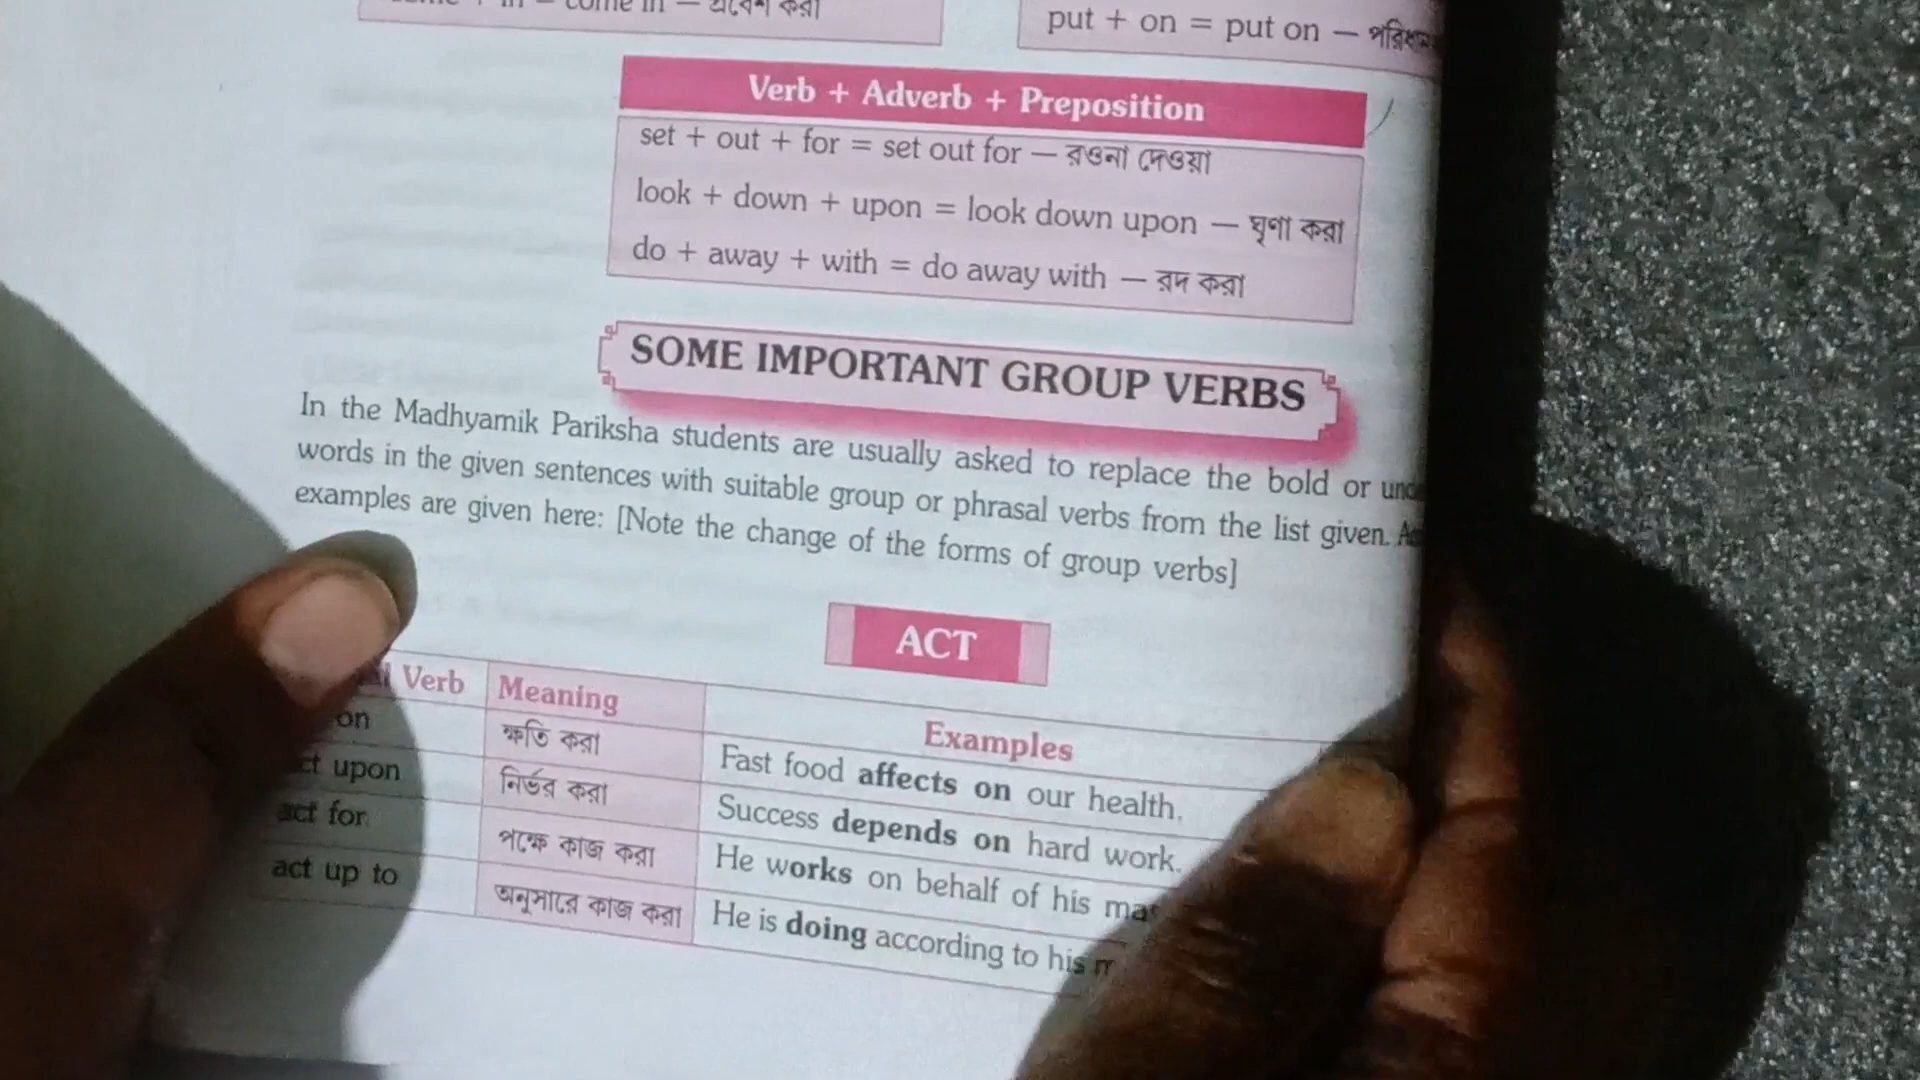 come in — প্রবেশ করা
put + on = put on —
Verb + Adverb + Preposition
set + out + for = set out for — রওনা দেওয়া
look + down + upon = look down upon — ঘৃণা করা
do + away + with = do away with — রদ করা
SOME IMPORTANT GROUP VERBS
In the Madhyamik Pariksha students are usually asked to replace the bold or
words in the given sentences with suitable group or phrasal verbs from the list given.
examples are given here: [Note the change of the forms of group verbs]
ACT
Verb Meaning Examples
on ক্ষতি করা Fast food affects on our health.
upon নির্ভর করা Success depends on hard work.
act for পক্ষে কাজ করা He works on behalf of his
act up to অনুসারে কাজ করা He is doing according to his